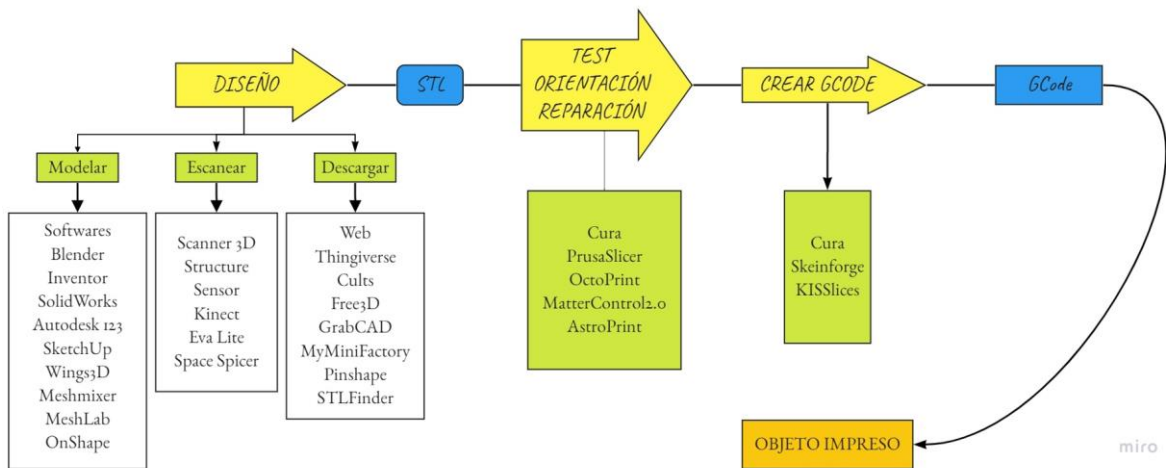 DISEÑO
STL
TEST
ORIENTACIÓN
REPARACIÓN
CREAR GCODE
GCode
Modelar
Escanear
Descargar
Softwares
Blender
Inventor
SolidWorks
Autodesk 123
SketchUp
Wings3D
Meshmixer
MeshLab
OnShape
Scanner 3D
Structure
Sensor
Kinect
Eva Lite
Space Spicer
Web
Thingiverse
Cults
Free3D
GrabCAD
MyMiniFactory
Pinshape
STLFinder
Cura
PrusaSlicer
OctoPrint
MatterControl2.0
AstroPrint
Cura
Skeinforge
KISSlices
OBJETO IMPRESO
miro